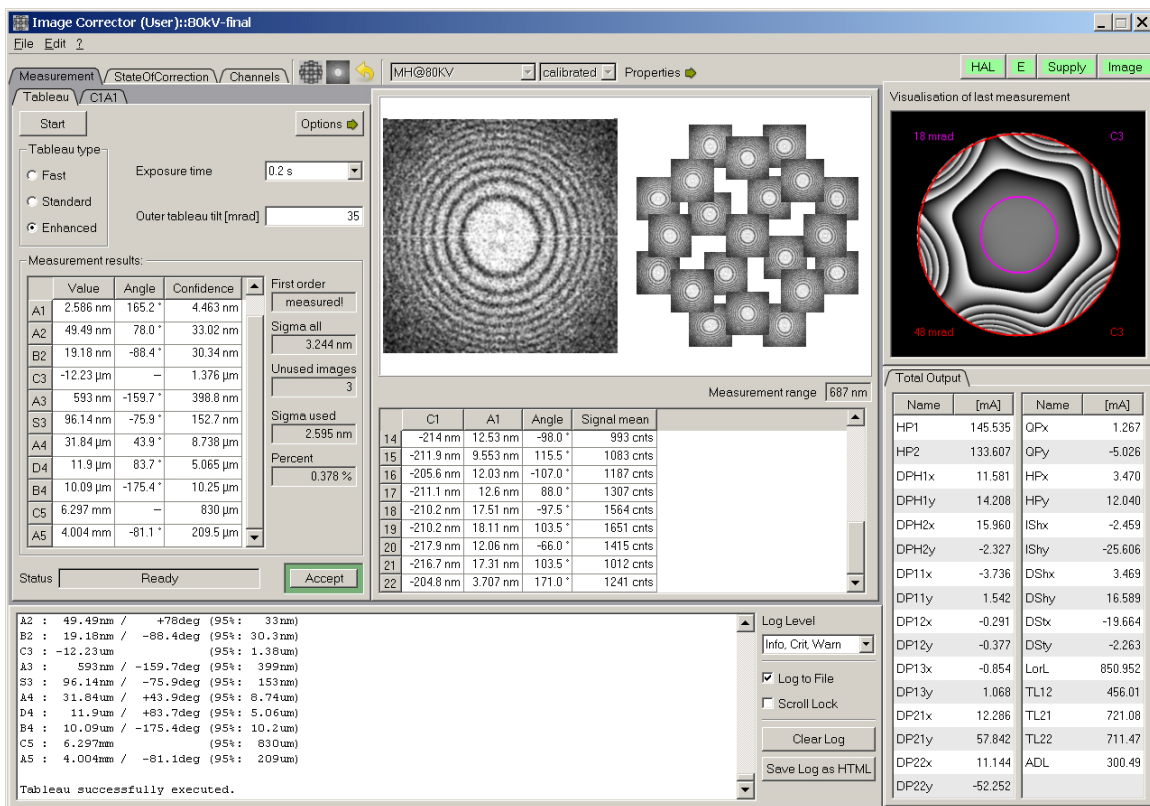 Image Corrector (User)::80kV-final
File Edit ?
Measurement StateOfCorrection Channels MH@80KV calibrated Properties HAL E Supply Image
Tableau C1A1
Start Options
Tableau type
Fast
Standard
Enhanced
Exposure time 0.2 s
Outer tableau tilt [mrad] 35
Measurement results:
Value Angle Confidence
A1 2.586 nm 165.2 ° 4.463 nm
A2 49.49 nm 78.0 ° 33.02 nm
B2 19.18 nm -88.4 ° 30.34 nm
C3 -12.23 µm – 1.376 µm
A3 593 nm -159.7 ° 398.8 nm
S3 96.14 nm -75.9 ° 152.7 nm
A4 31.84 µm 43.9 ° 8.738 µm
D4 11.9 µm 83.7 ° 5.065 µm
B4 10.09 µm -175.4 ° 10.25 µm
C5 6.297 mm – 830 µm
A5 4.004 mm -81.1 ° 209.5 µm
First order
measured!
Sigma all
3.244 nm
Unused images
3
Sigma used
2.595 nm
Percent
0.378 %
Status Ready Accept
Measurement range 687 nm
C1 A1 Angle Signal mean
14 -214 nm 12.53 nm -98.0 ° 993 cnts
15 -211.9 nm 9.553 nm 115.5 ° 1083 cnts
16 -205.6 nm 12.03 nm -107.0 ° 1187 cnts
17 -211.1 nm 12.6 nm 88.0 ° 1307 cnts
18 -210.2 nm 17.51 nm -97.5 ° 1564 cnts
19 -210.2 nm 18.11 nm 103.5 ° 1651 cnts
20 -217.9 nm 12.06 nm -66.0 ° 1415 cnts
21 -216.7 nm 17.31 nm 103.5 ° 1012 cnts
22 -204.8 nm 3.707 nm 171.0 ° 1241 cnts
Visualisation of last measurement
18 mrad C3
48 mrad C3
Total Output
Name [mA] Name [mA]
HP1 145.535 QPx 1.267
HP2 133.607 QPy -5.026
DPH1x 11.581 HPx 3.470
DPH1y 14.208 HPy 12.040
DPH2x 15.960 IShx -2.459
DPH2y -2.327 IShy -25.606
DP11x -3.736 DShx 3.469
DP11y 1.542 DShy 16.589
DP12x -0.291 DStx -19.664
DP12y -0.377 DSty -2.263
DP13x -0.854 LorL 850.952
DP13y 1.068 TL12 456.01
DP21x 12.286 TL21 721.08
DP21y 57.842 TL22 711.47
DP22x 11.144 ADL 300.49
DP22y -52.252
A2 : 49.49nm / +78deg (95%: 33nm)
B2 : 19.18nm / -88.4deg (95%: 30.3nm)
C3 : -12.23um (95%: 1.38um)
A3 : 593nm / -159.7deg (95%: 399nm)
S3 : 96.14nm / -75.9deg (95%: 153nm)
A4 : 31.84um / +43.9deg (95%: 8.74um)
D4 : 11.9um / +83.7deg (95%: 5.06um)
B4 : 10.09um / -175.4deg (95%: 10.2um)
C5 : 6.297mm (95%: 830um)
A5 : 4.004mm / -81.1deg (95%: 209um)
Tableau successfully executed.
Log Level
Info, Crit, Warn
Log to File
Scroll Lock
Clear Log
Save Log as HTML